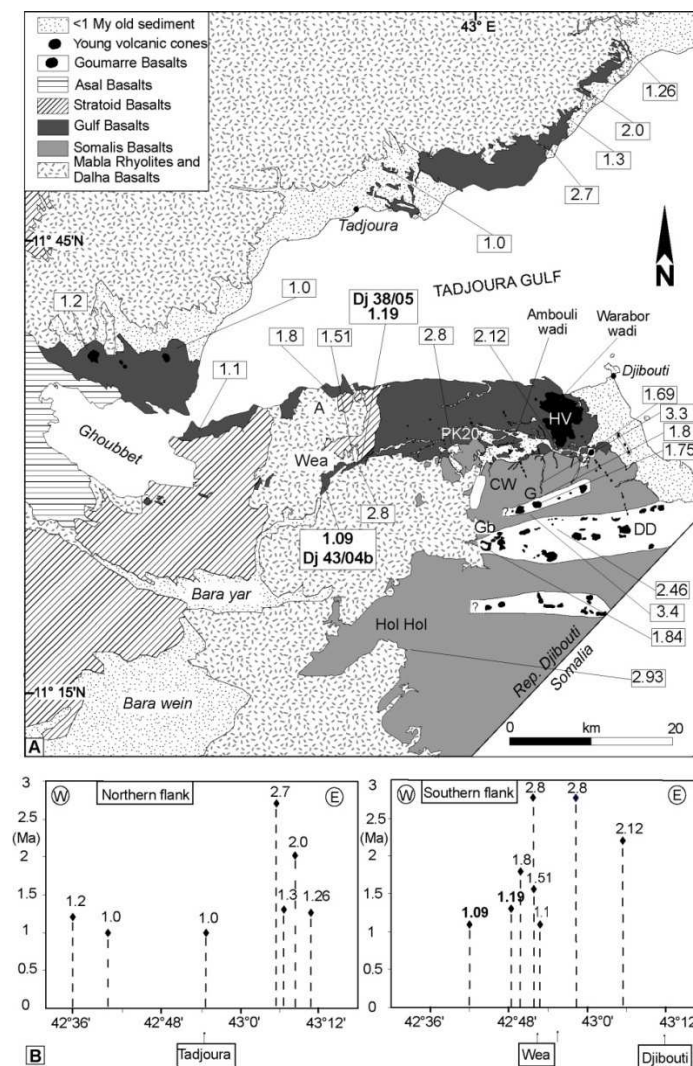 <1 My old sediment
Young volcanic cones
Goumarre Basalts
Asal Basalts
Stratoid Basalts
Gulf Basalts
Somalis Basalts
Mabla Rhyolites and
Dalha Basalts
43° E
1.26
2.0
1.3
2.7
1.0
Tadjoura
11° 45'N
N
TADJOURA GULF
1.2
1.0
Dj 38/05
1.19
Ambouli
wadi
Warabor
wadi
1.8
1.51
2.8
2.12
Djibouti
1.1
1.69
3.3
1.8
1.75
A
HV
PK20
Ghoubbet
Wea
CW
G
2.8
Gb
DD
1.09
Dj 43/04b
2.46
3.4
1.84
Bara yar
?
?
Hol Hol
2.93
Rep. Djibouti
Somalia
11° 15'N
Bara wein
0
km
20
A
3
(Ma)
2
1.5
1
0.5
0
W
Northern flank
E
1.2
1.0
1.0
2.7
1.3
2.0
1.26
42°36'
42°48'
43°0'
43°12'
Tadjoura
B
3
(Ma)
2
1.5
1
0.5
0
W
Southern flank
E
1.09
1.19
1.8
2.8
1.51
1.1
2.8
2.12
42°36'
42°48'
43°0'
43°12'
Wea
Djibouti